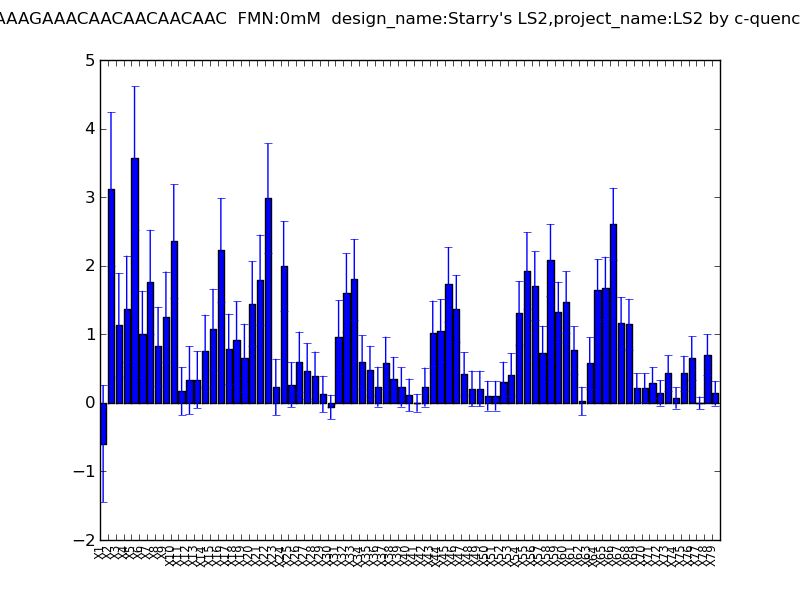 AAAGAAACAACAACAACAAC FMN:0mM design_name:Starry's LS2,project_name:LS2 by c-quenc
5
4
3
2
1
0
−1
−2
X1
X2
X3
X4
X5
X6
X7
X8
X9
X10
X11
X12
X13
X14
X15
X16
X17
X18
X19
X20
X21
X22
X23
X24
X25
X26
X27
X28
X29
X30
X31
X32
X33
X34
X35
X36
X37
X38
X39
X40
X41
X42
X43
X44
X45
X46
X47
X48
X49
X50
X51
X52
X53
X54
X55
X56
X57
X58
X59
X60
X61
X62
X63
X64
X65
X66
X67
X68
X69
X70
X71
X72
X73
X74
X75
X76
X77
X78
X79